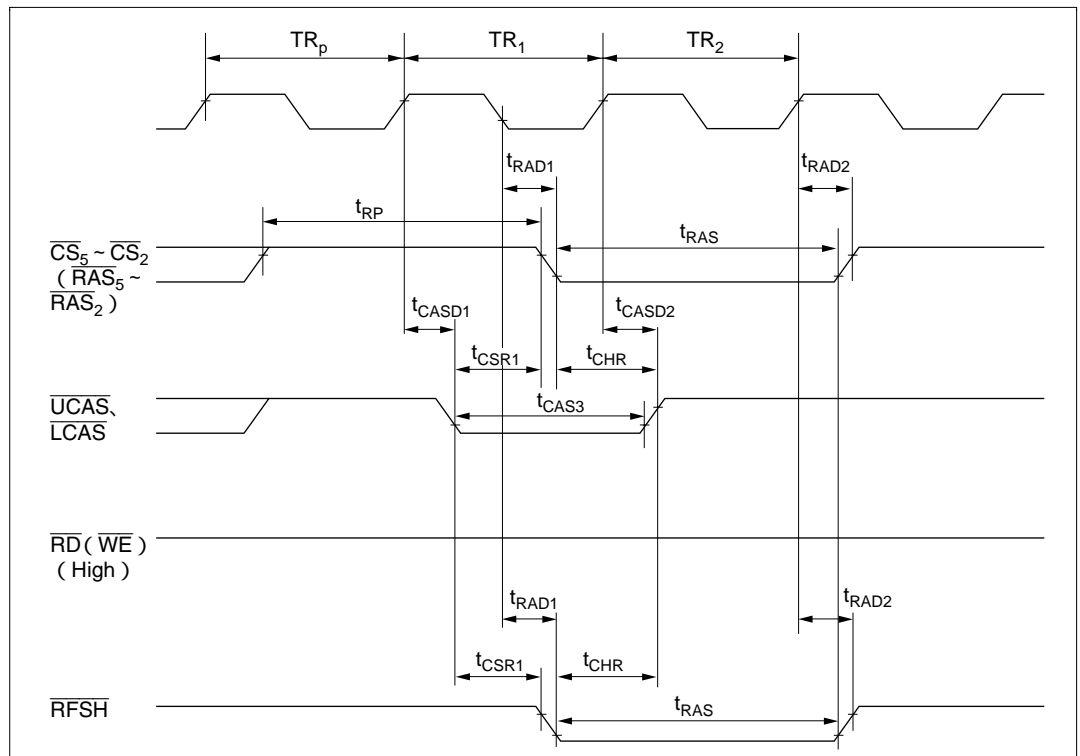 TRp TR1 TR2
tRAD1 tRAD2
tRP
tRAS
CS5 ~ CS2
( RAS5 ~
RAS2 )
tCASD1 tCASD2
tCSR1 tCHR
UCAS、
LCAS
tCAS3
RD ( WE )
( High )
tRAD1 tRAD2
tCSR1 tCHR
RFSH
tRAS